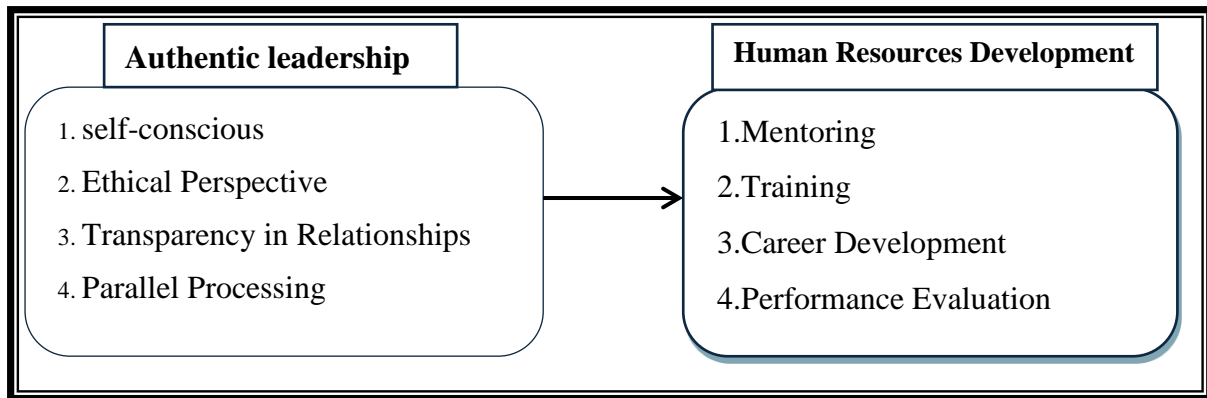 Authentic leadership
1. self-conscious
2. Ethical Perspective
3. Transparency in Relationships
4. Parallel Processing
Human Resources Development
1.Mentoring
2.Training
3.Career Development
4.Performance Evaluation